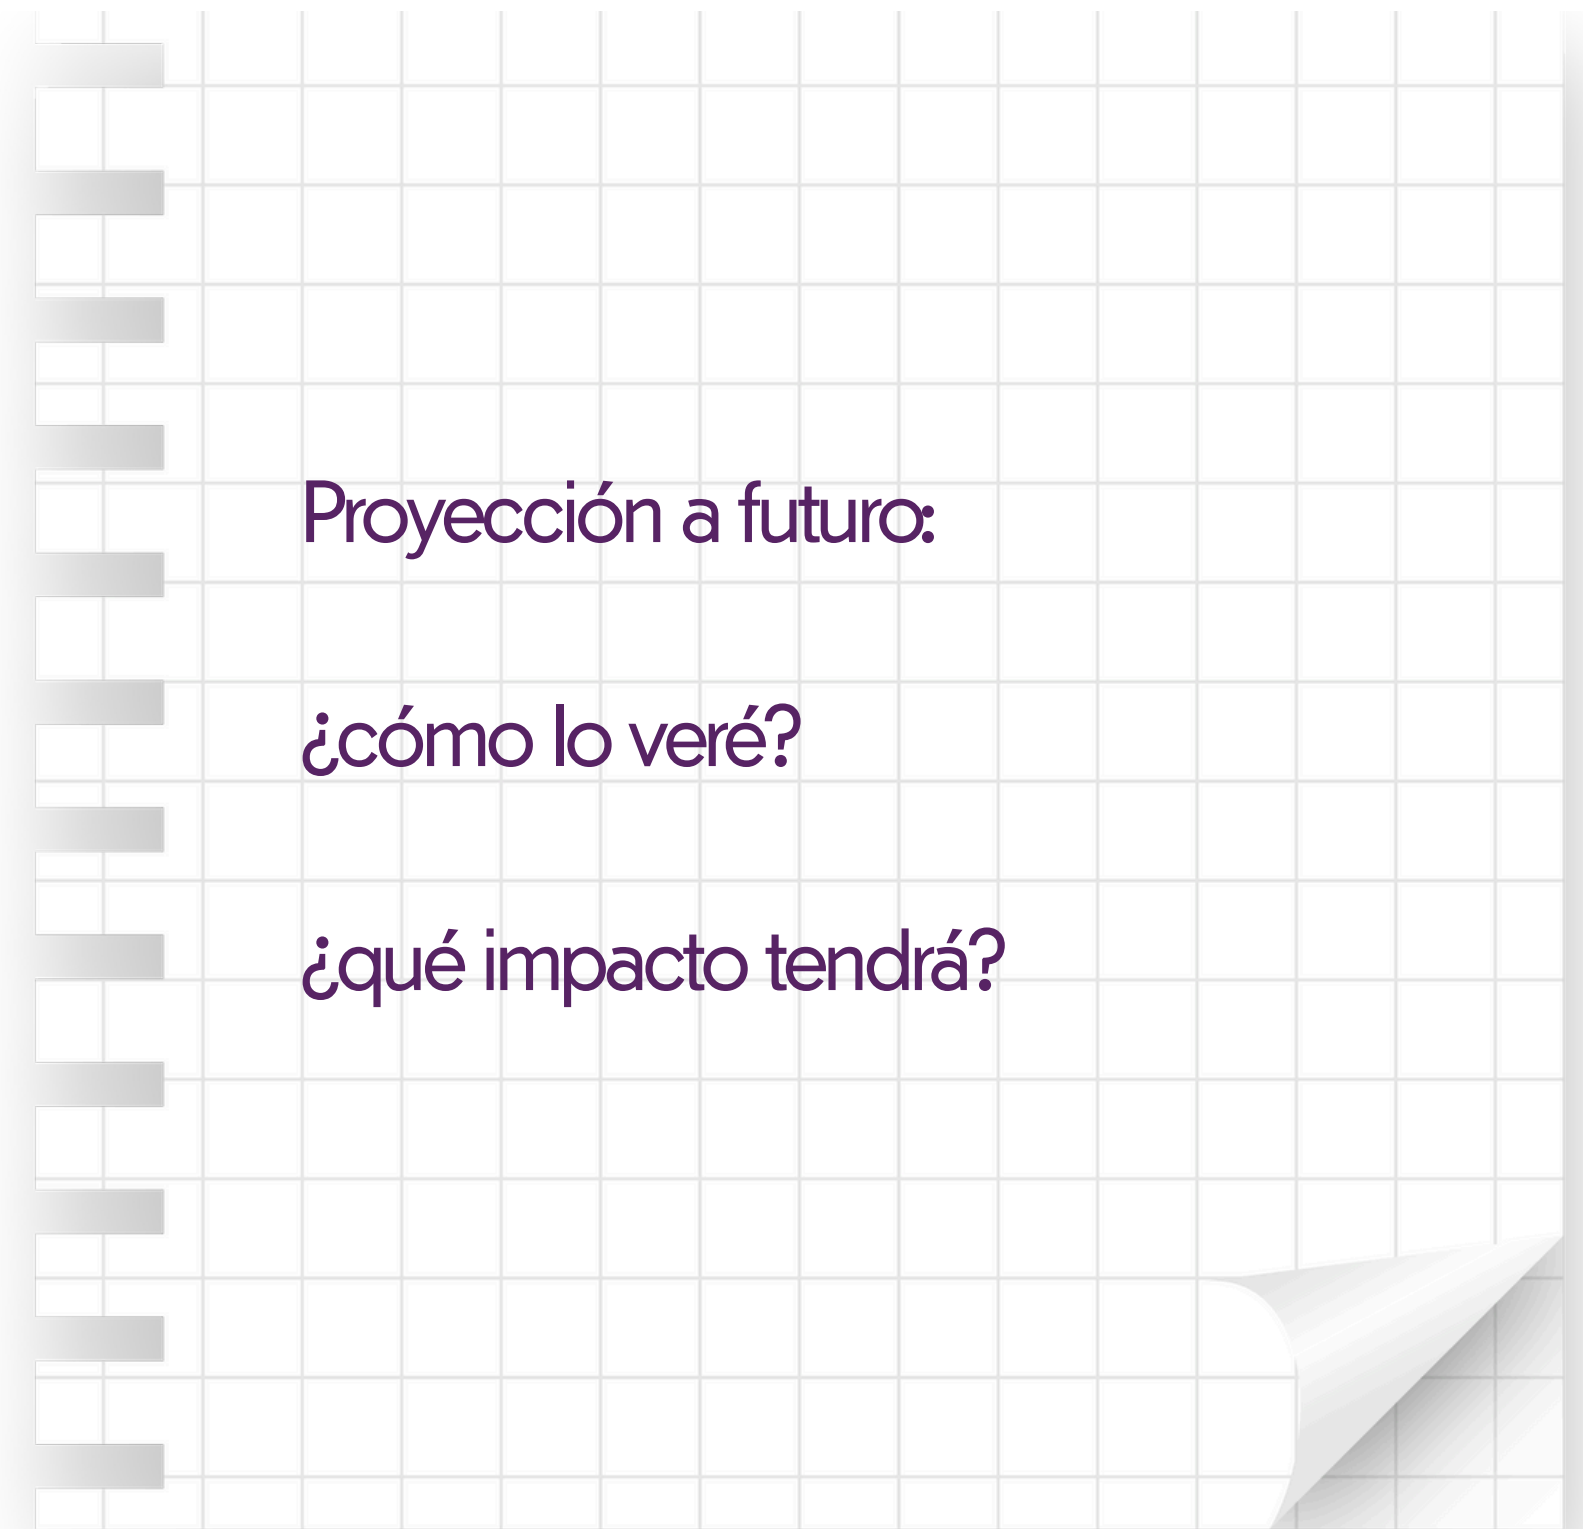 Proyección a futuro:
¿cómo lo veré?
¿qué impacto tendrá?